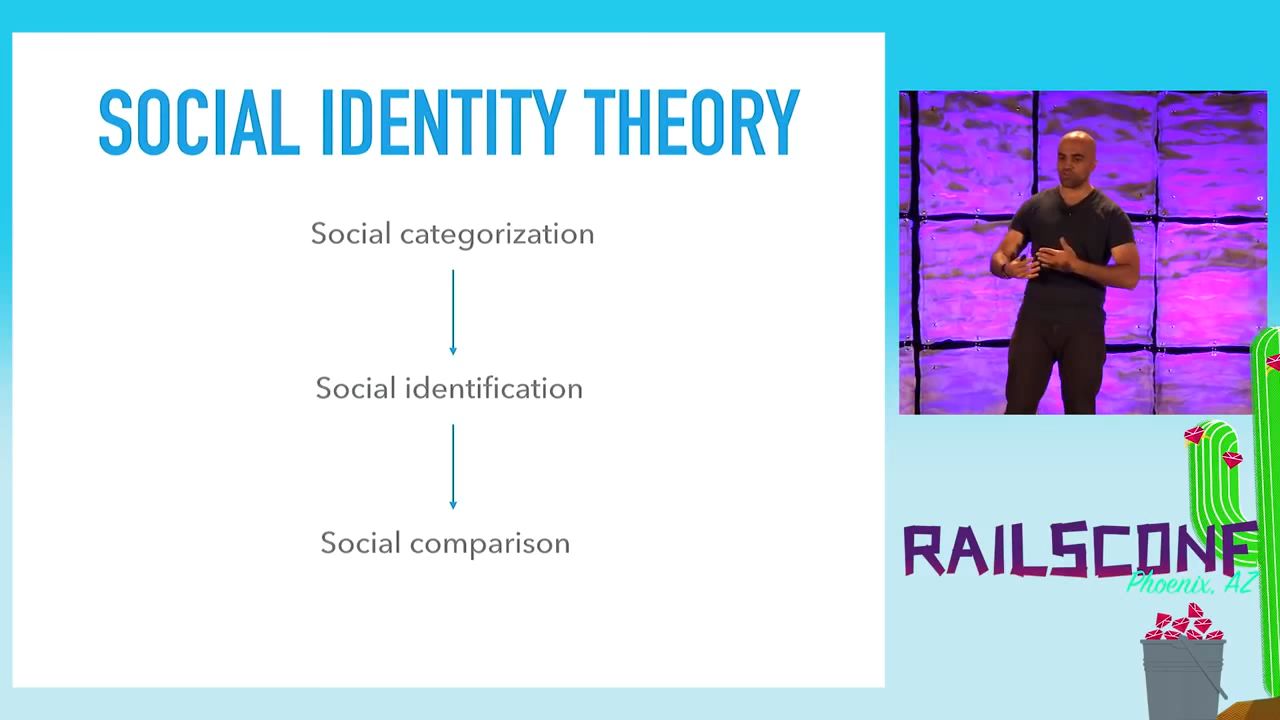 SOCIAL IDENTITY THEORY
Social categorization
Social identification
Social comparison
RAILSCONF
Phoenix, AZ